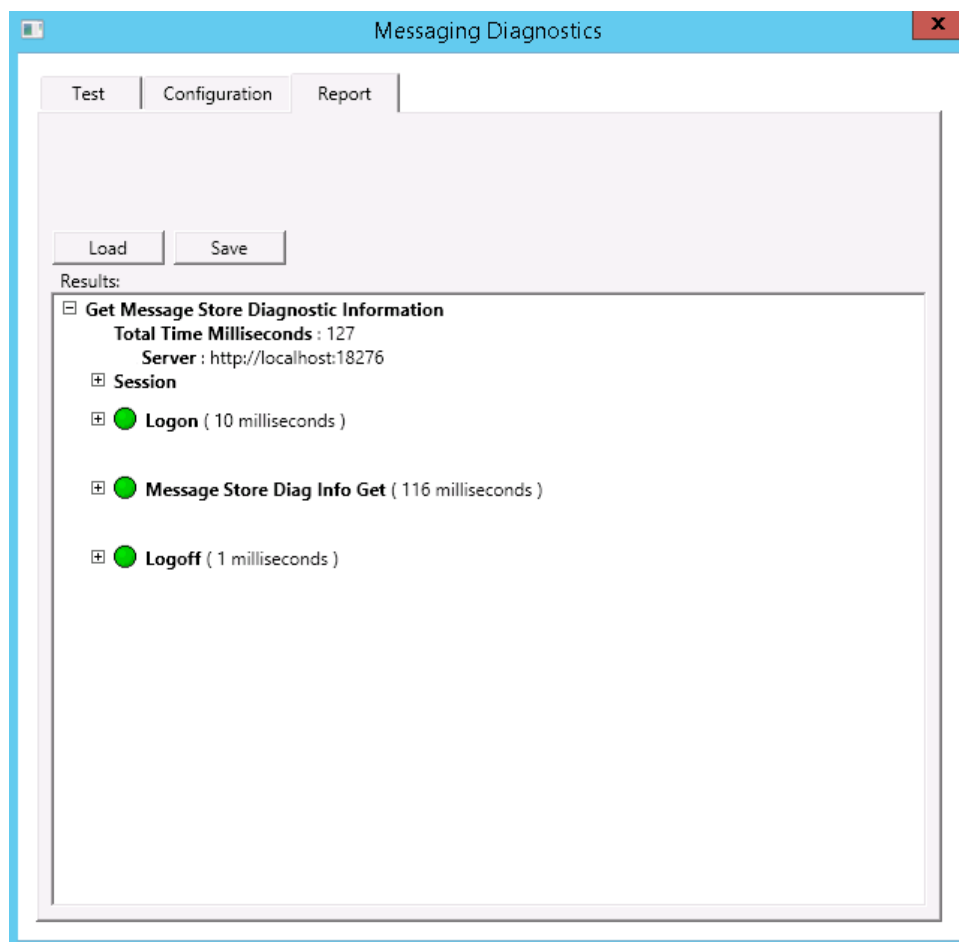 Messaging Diagnostics
x
Test Configuration Report
Load Save
Results:
Get Message Store Diagnostic Information
Total Time Milliseconds : 127
Server : http://localhost:18276
Session
Logon ( 10 milliseconds )
Message Store Diag Info Get ( 116 milliseconds )
Logoff ( 1 milliseconds )